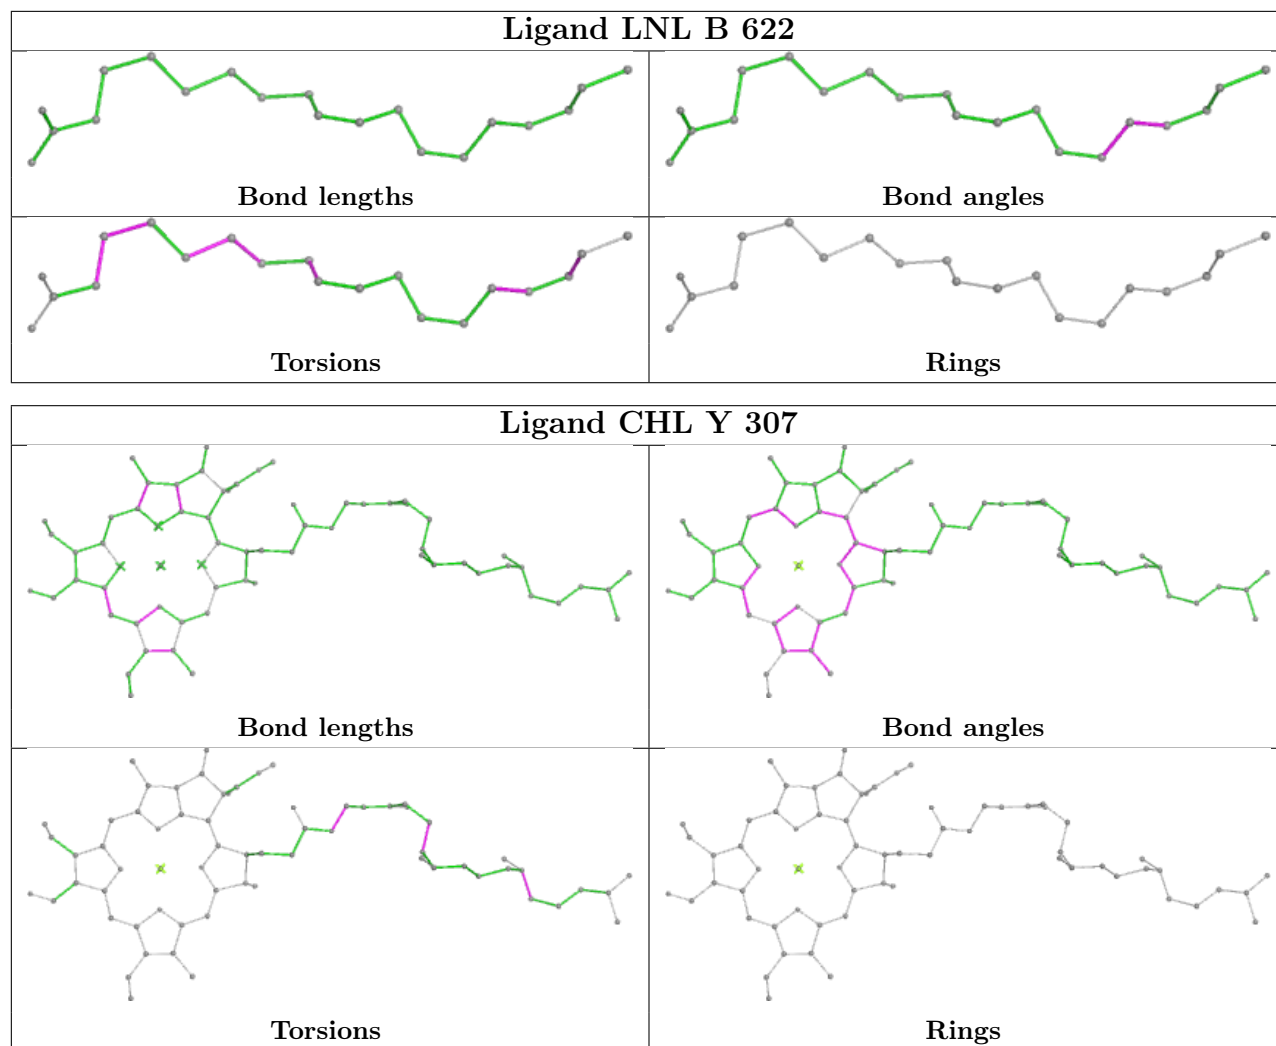 Ligand LNL B 622
Bond lengths
Bond angles
Torsions
Rings
Ligand CHL Y 307
Bond lengths
Bond angles
Torsions
Rings